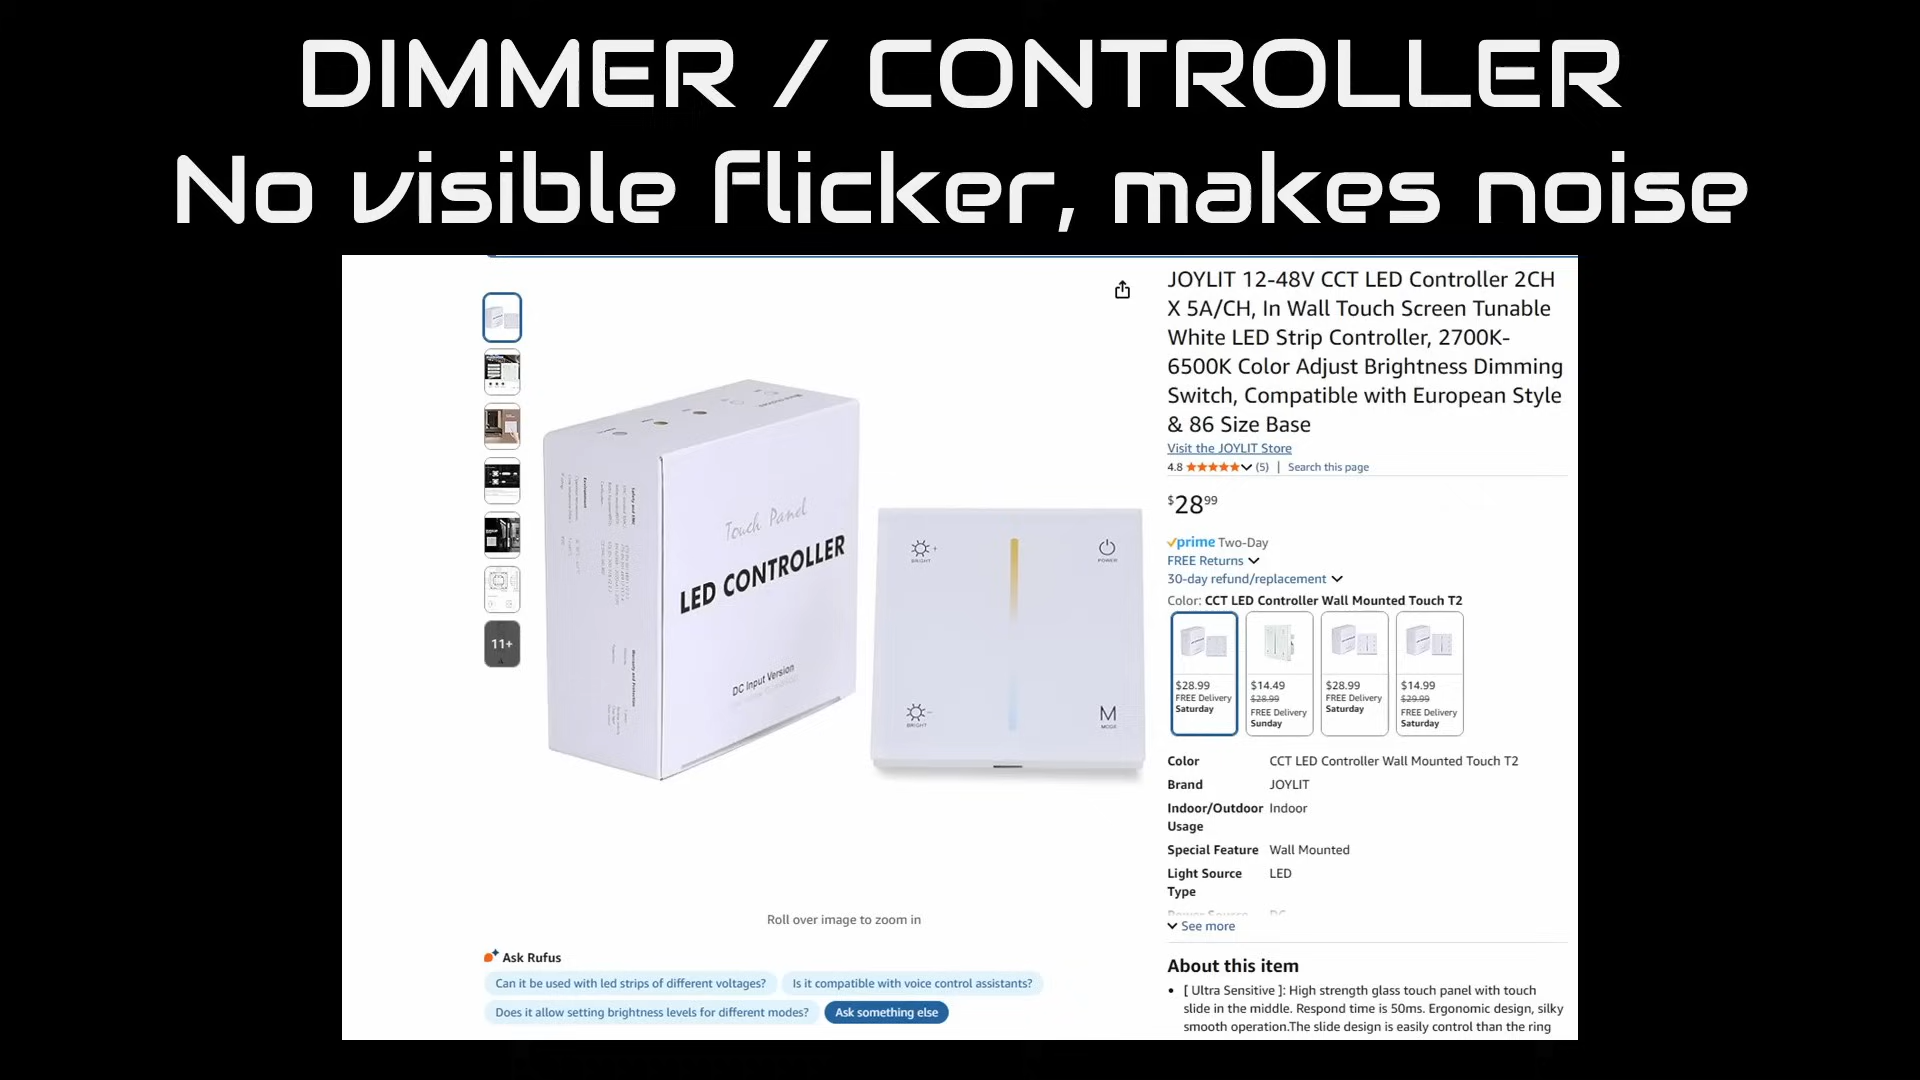 DIMMER / CONTROLLER
No visible flicker, makes noise
JOYLIT 12-48V CCT LED Controller 2CH
X 5A/CH, In Wall Touch Screen Tunable
White LED Strip Controller, 2700K-
6500K Color Adjust Brightness Dimming
Switch, Compatible with European Style
& 86 Size Base
Visit the JOYLIT Store
4.8 (5) | Search this page
$28 99
prime Two-Day
FREE Returns
30-day refund/replacement
Color: CCT LED Controller Wall Mounted Touch T2
$28.99
FREE Delivery
Saturday
$14.49
$28.99
FREE Delivery
Sunday
$28.99
FREE Delivery
Saturday
$14.99
$29.99
FREE Delivery
Saturday
Color CCT LED Controller Wall Mounted Touch T2
Brand JOYLIT
Indoor/Outdoor Indoor
Usage
Special Feature Wall Mounted
Light Source LED
Type
Power Source DC
See more
About this item
• [ Ultra Sensitive ]: High strength glass touch panel with touch
slide in the middle. Respond time is 50ms. Ergonomic design, silky
smooth operation.The slide design is easily control than the ring
11+
Touch Panel
LED CONTROLLER
DC Input Version
BRIGHT
POWER
BRIGHT
M
MODE
Roll over image to zoom in
Ask Rufus
Can it be used with led strips of different voltages?
Is it compatible with voice control assistants?
Does it allow setting brightness levels for different modes?
Ask something else